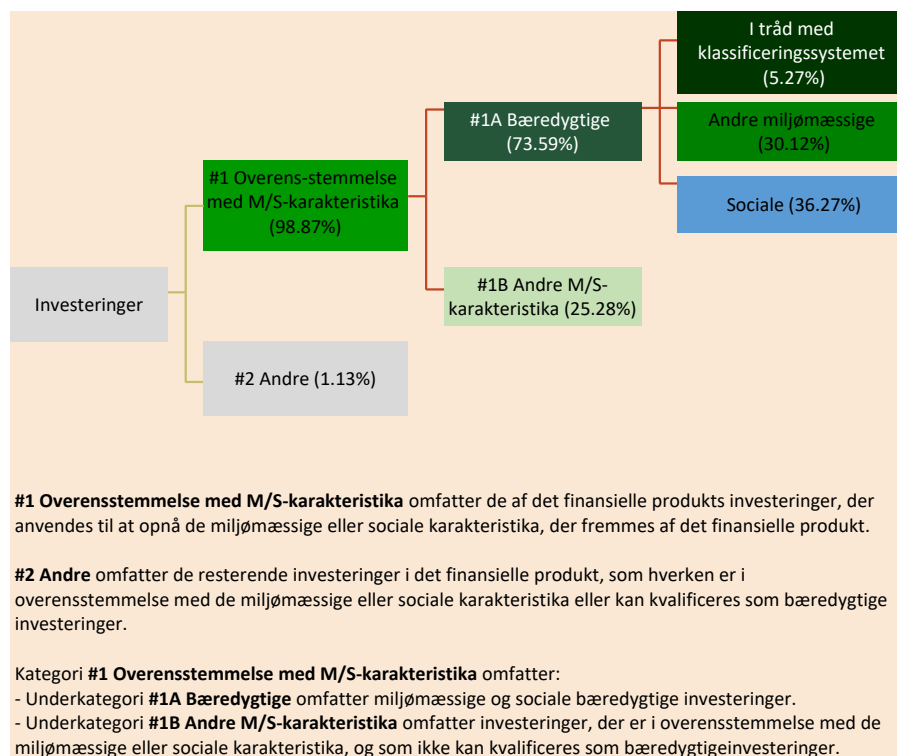 I tråd med
klassificeringssystemet
(5.27%)
#1A Bæredygtige
(73.59%)
Andre miljømæssige
(30.12%)
#1 Overens-stemmelse
med M/S-karakteristika
(98.87%)
Sociale (36.27%)
Investeringer
#1B Andre M/S-
karakteristika (25.28%)
#2 Andre (1.13%)
#1 Overensstemmelse med M/S-karakteristika omfatter de af det finansielle produkts investeringer, der
anvendes til at opnå de miljømæssige eller sociale karakteristika, der fremmes af det finansielle produkt.
#2 Andre omfatter de resterende investeringer i det finansielle produkt, som hverken er i
overensstemmelse med de miljømæssige eller sociale karakteristika eller kan kvalificeres som bæredygtige
investeringer.
Kategori #1 Overensstemmelse med M/S-karakteristika omfatter:
- Underkategori #1A Bæredygtige omfatter miljømæssige og sociale bæredygtige investeringer.
- Underkategori #1B Andre M/S-karakteristika omfatter investeringer, der er i overensstemmelse med de
miljømæssige eller sociale karakteristika, og som ikke kan kvalificeres som bæredygtigeinvesteringer.